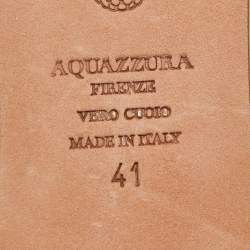 AQUAZZURA
FIRENZE
VERO CUOIO
MADE IN ITALY
41